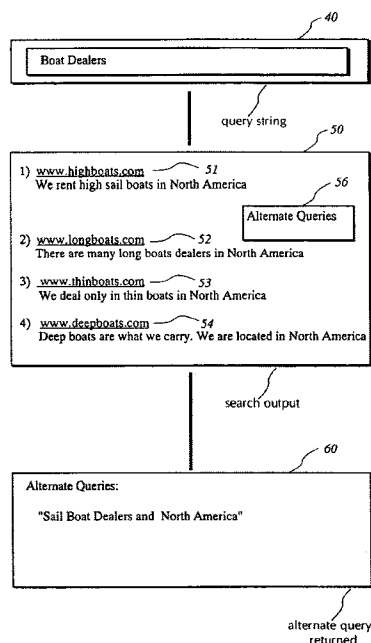 40
Boat Dealers
query string
50
1) www.highboats.com 51
We rent high sail boats in North America
56
Alternate Queries
2) www.longboats.com 52
There are many long boats dealers in North America
3) www.thinboats.com 53
We deal only in thin boats in North America
4) www.deepboats.com 54
Deep boats are what we carry. We are located in North America
search output
60
Alternate Queries:
"Sail Boat Dealers and North America"
alternate query
returned